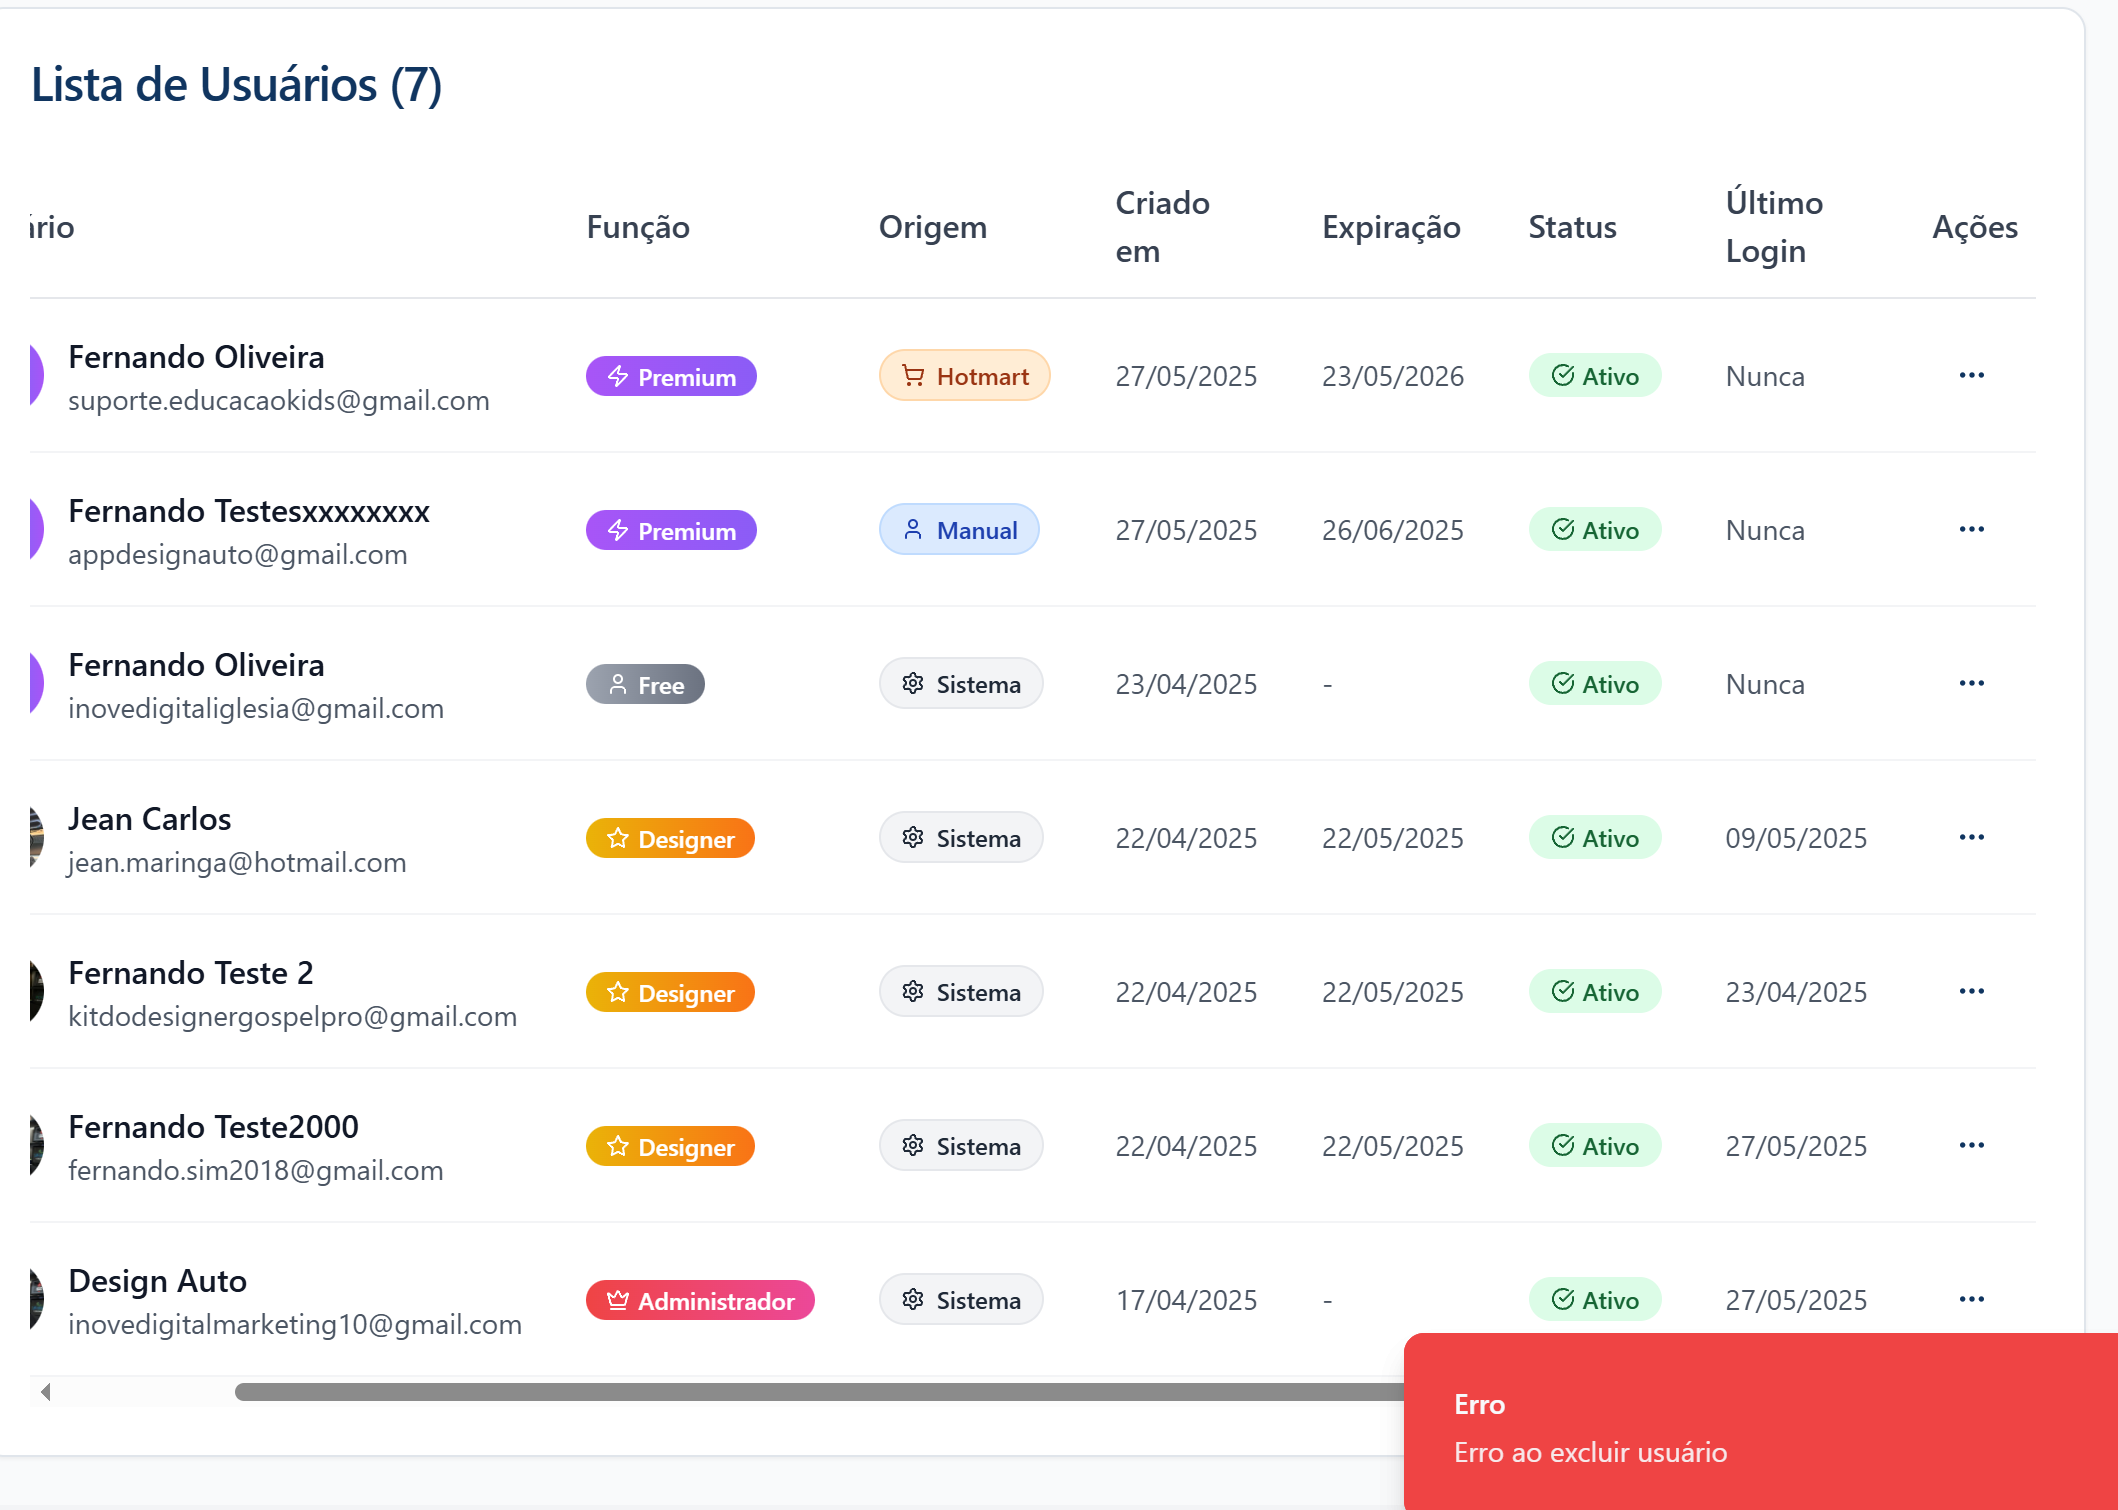 Lista de Usuários (7)
ário Função Origem Criado em Expiração Status Último Login Ações
Fernando Oliveira
suporte.educacaokids@gmail.com
Premium Hotmart 27/05/2025 23/05/2026 Ativo Nunca ...
Fernando Testesxxxxxxxx
appdesignauto@gmail.com
Premium Manual 27/05/2025 26/06/2025 Ativo Nunca ...
Fernando Oliveira
inovedigitaliglesia@gmail.com
Free Sistema 23/04/2025 - Ativo Nunca ...
Jean Carlos
jean.maringa@hotmail.com
Designer Sistema 22/04/2025 22/05/2025 Ativo 09/05/2025 ...
Fernando Teste 2
kitdodesignergospelpro@gmail.com
Designer Sistema 22/04/2025 22/05/2025 Ativo 23/04/2025 ...
Fernando Teste2000
fernando.sim2018@gmail.com
Designer Sistema 22/04/2025 22/05/2025 Ativo 27/05/2025 ...
Design Auto
inovedigitalmarketing10@gmail.com
Administrador Sistema 17/04/2025 - Ativo 27/05/2025 ...
Erro
Erro ao excluir usuário